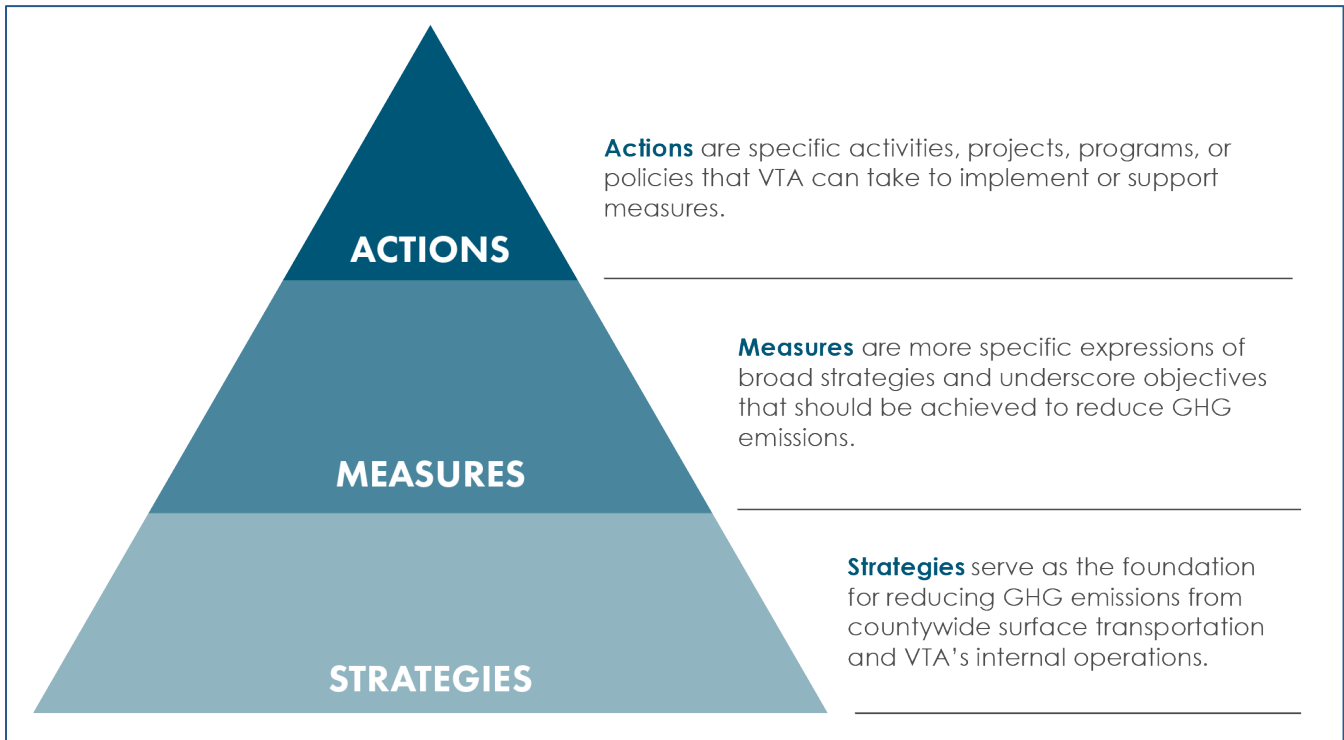 Actions are specific activities, projects, programs, or
policies that VTA can take to implement or support
measures.
ACTIONS
Measures are more specific expressions of
broad strategies and underscore objectives
that should be achieved to reduce GHG
emissions.
MEASURES
Strategies serve as the foundation
for reducing GHG emissions from
countywide surface transportation
and VTA’s internal operations.
STRATEGIES